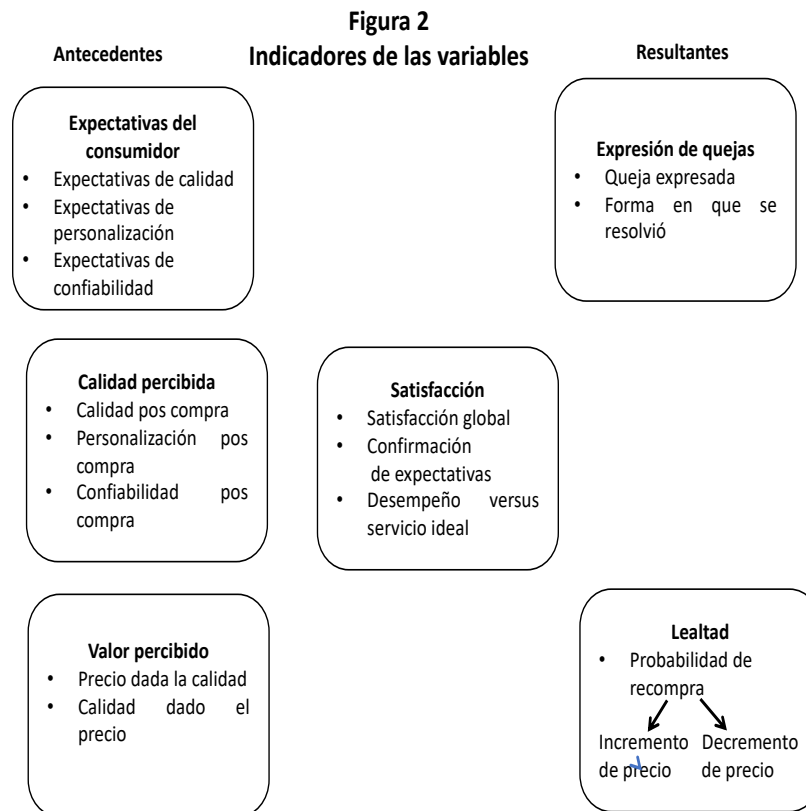 Figura 2
Indicadores de las variables
Antecedentes
Resultantes
Expectativas del
consumidor
• Expectativas de calidad
• Expectativas de
personalización
• Expectativas de
confiabilidad
Expresión de quejas
• Queja expresada
• Forma en que se
resolvió
Calidad percibida
• Calidad pos compra
• Personalización pos
compra
• Confiabilidad pos
compra
Satisfacción
• Satisfacción global
• Confirmación
de expectativas
• Desempeño versus
servicio ideal
Valor percibido
• Precio dada la calidad
• Calidad dado el
precio
Lealtad
• Probabilidad de
recompra
Incremento
de precio
Decremento
de precio